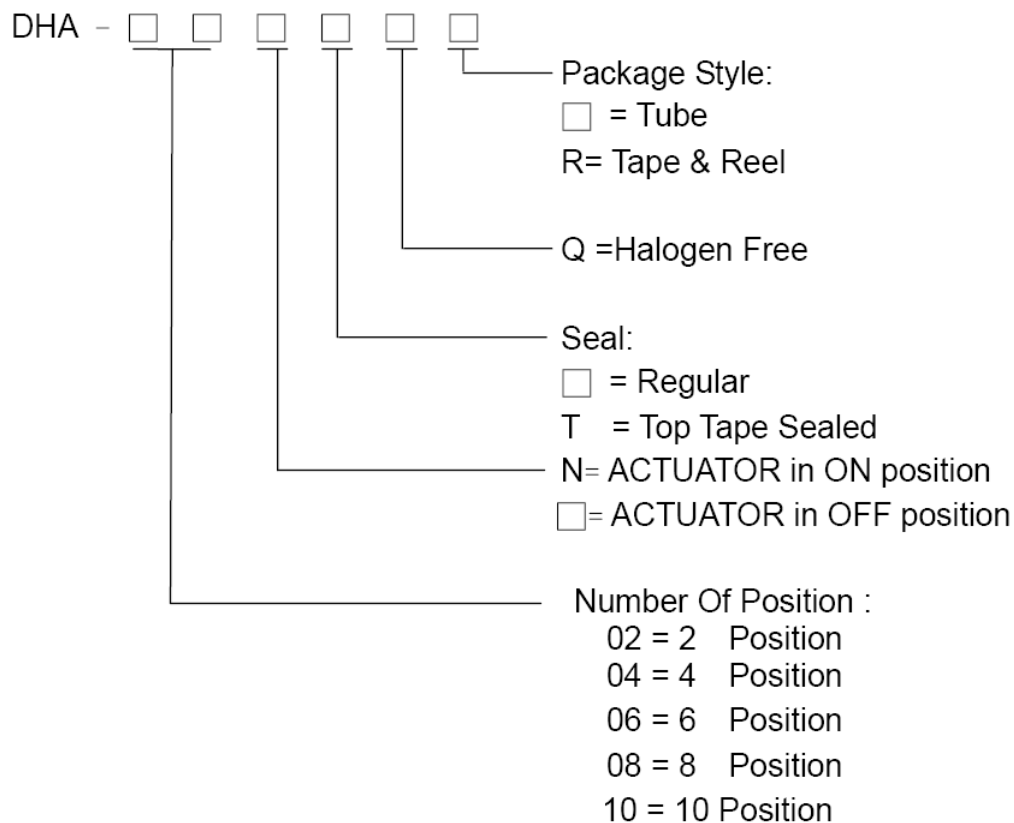 DHA - □ □ □ □ □ □
Package Style:
□ = Tube
R= Tape & Reel
Q =Halogen Free
Seal:
□ = Regular
T = Top Tape Sealed
N= ACTUATOR in ON position
□= ACTUATOR in OFF position
Number Of Position :
02 = 2 Position
04 = 4 Position
06 = 6 Position
08 = 8 Position
10 = 10 Position